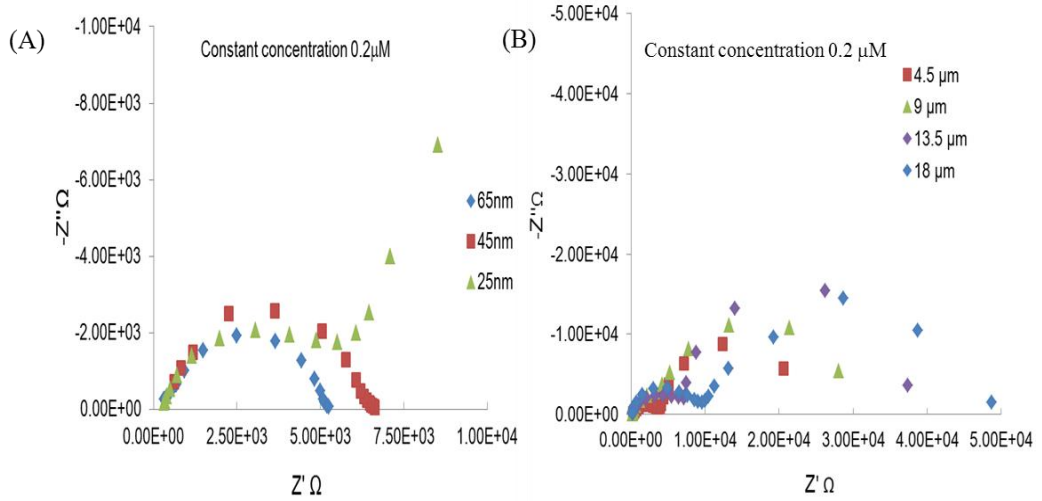 (A)
Constant concentration 0.2µM
-1.00E+04
-8.00E+03
-6.00E+03
-4.00E+03
-2.00E+03
0.00E+00
-Z''Ω
0.00E+00 2.50E+03 5.00E+03 7.50E+03 1.00E+04
Z' Ω
65nm
45nm
25nm
(B)
Constant concentration 0.2 µM
-5.00E+04
-4.00E+04
-3.00E+04
-2.00E+04
-1.00E+04
0.00E+00
-Z''Ω
0.00E+00 1.00E+04 2.00E+04 3.00E+04 4.00E+04 5.00E+04
Z' Ω
4.5 µm
9 µm
13.5 µm
18 µm